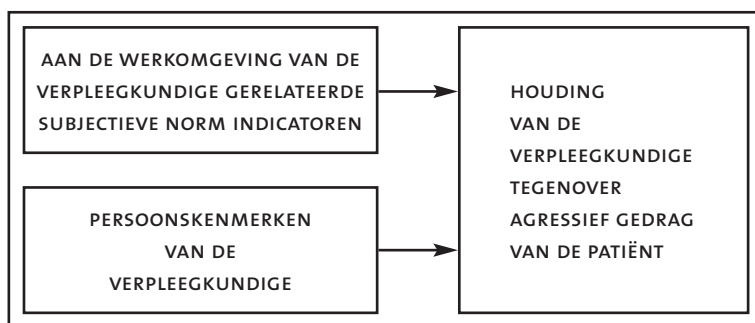 AAN DE WERKOMGEVING VAN DE
VERPLEEGKUNDIGE GERELATEERDE
SUBJECTIEVE NORM INDICATOREN
PERSOONSKENMERKEN
VAN DE
VERPLEEGKUNDIGE
HOUDING
VAN DE
VERPLEEGKUNDIGE
TEGENOVER
AGRESSIEF GEDRAG
VAN DE PATIËNT